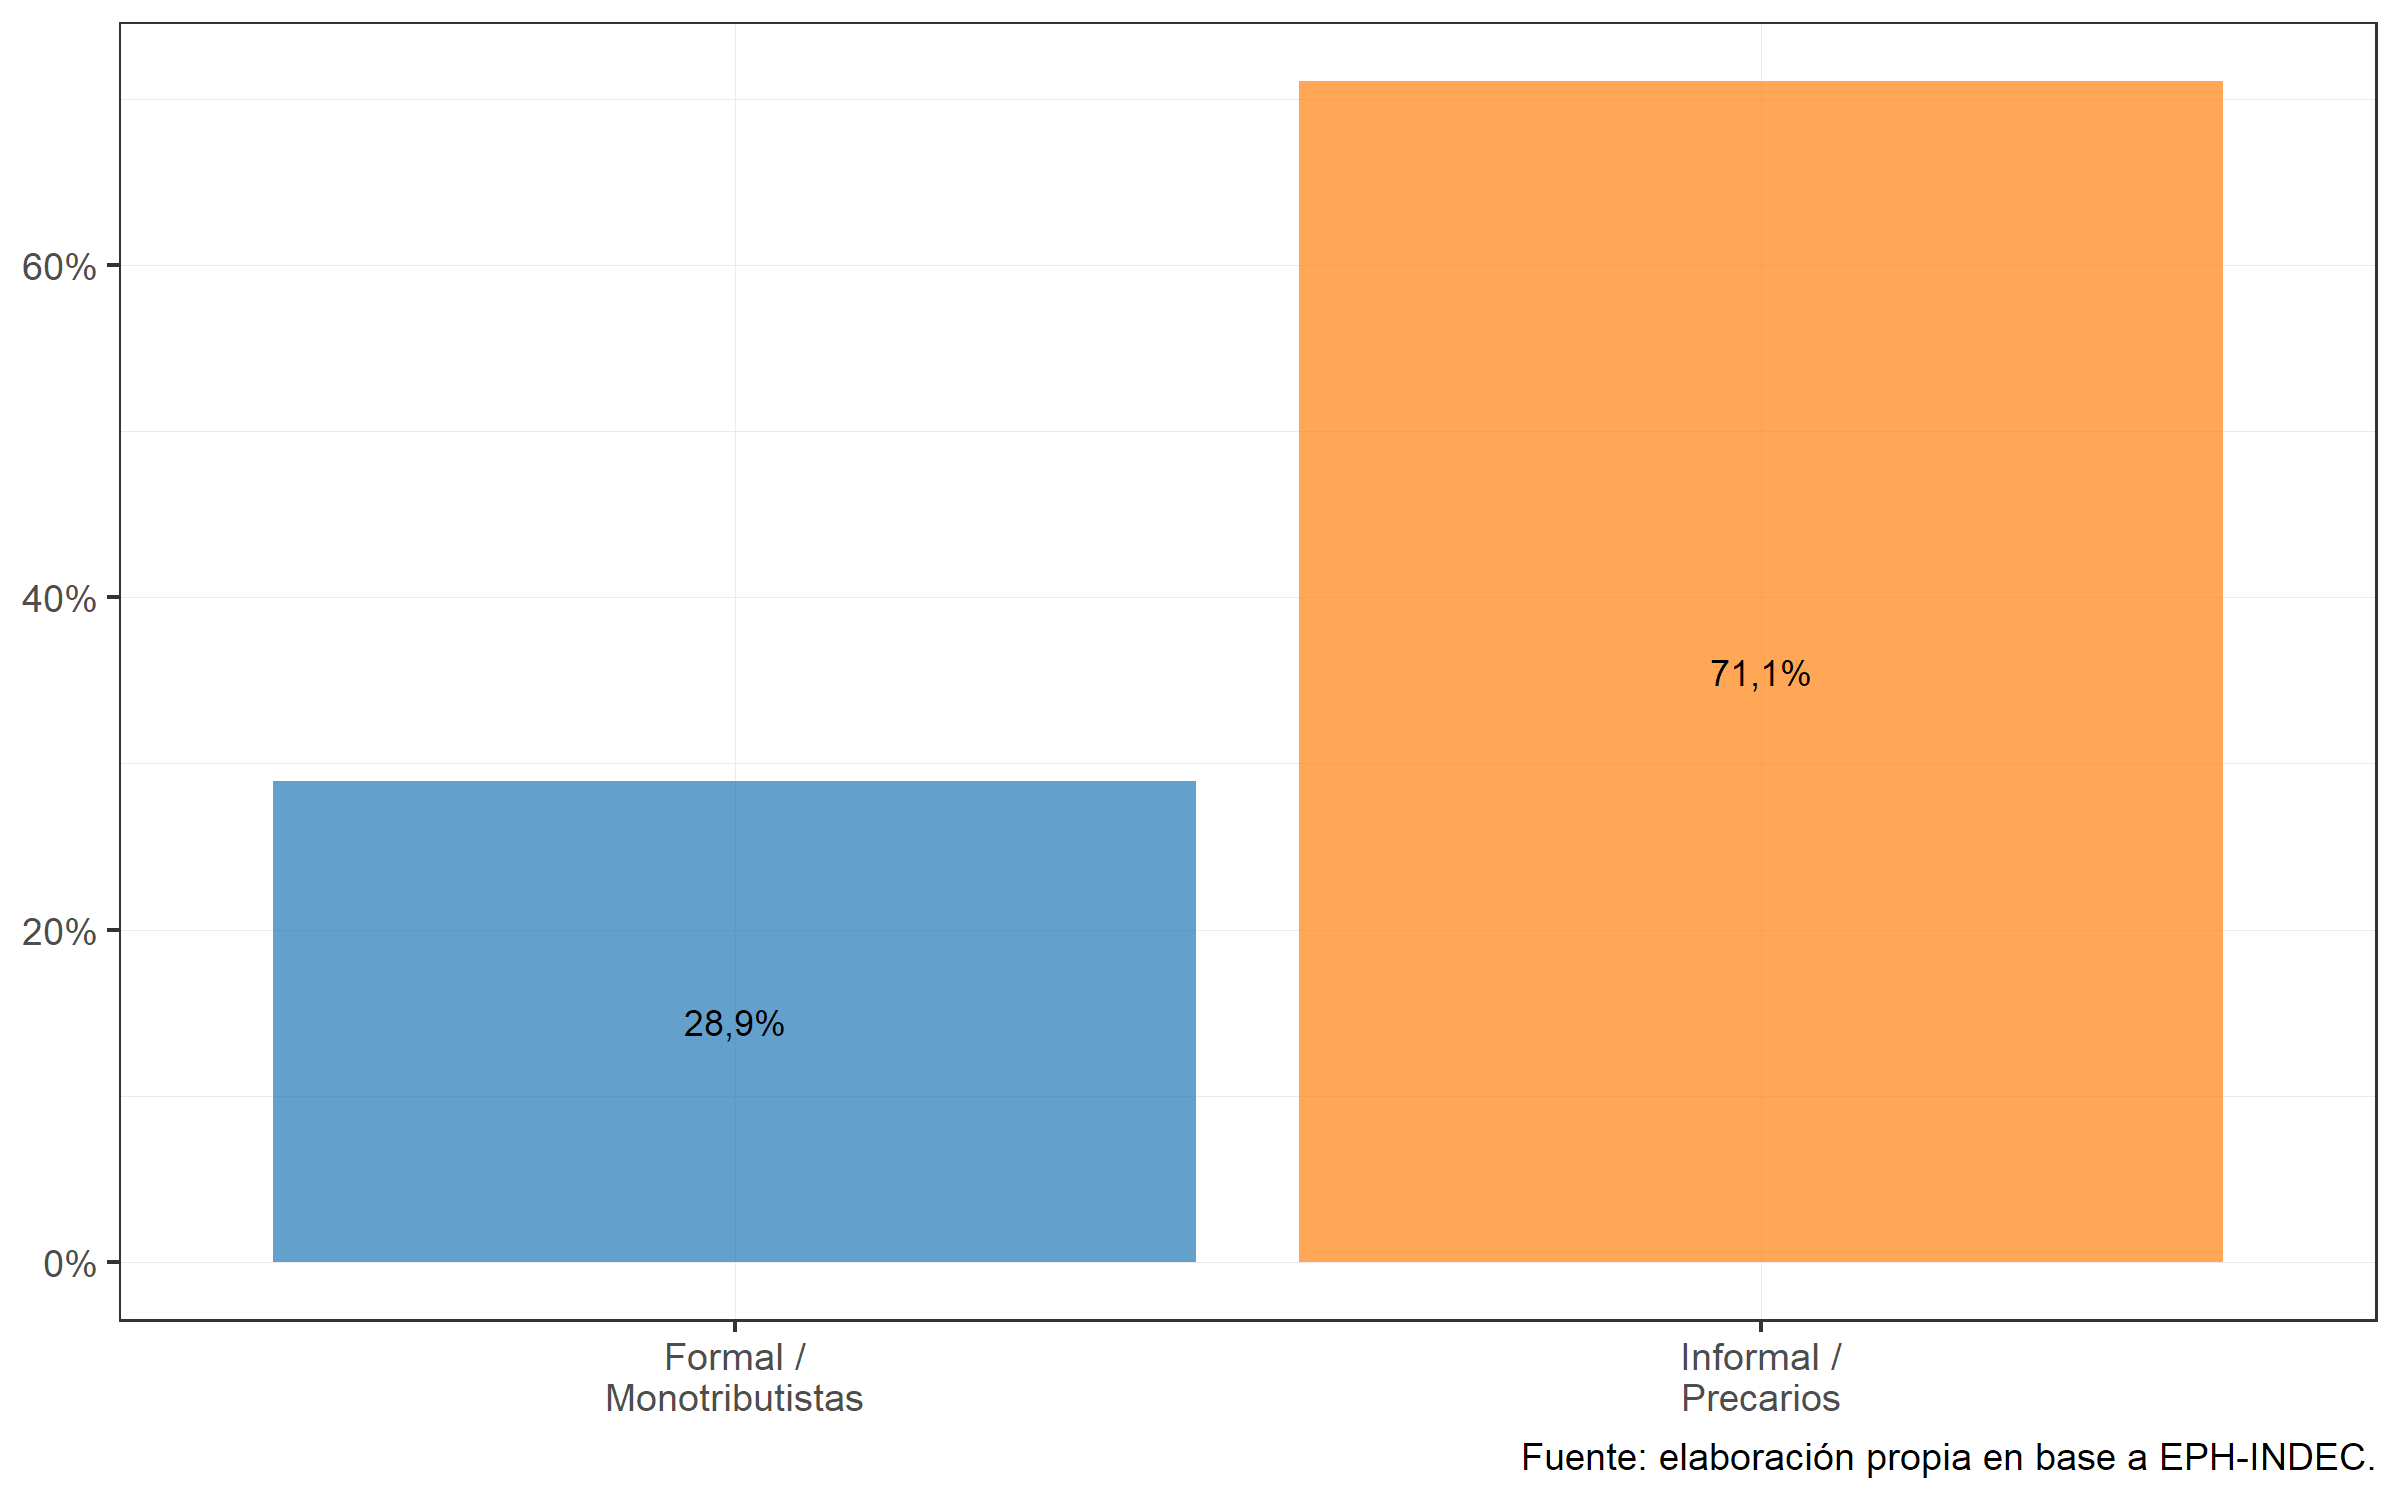 60%
40%
20%
0%
28,9%
71,1%
Formal /
Monotributistas
Informal /
Precarios
Fuente: elaboración propia en base a EPH-INDEC.